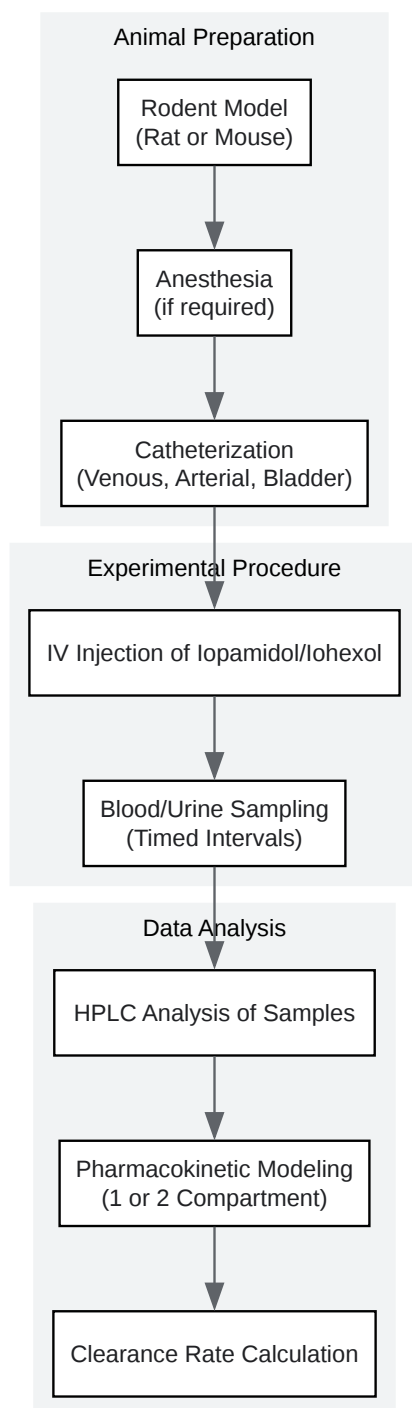 Animal Preparation
Rodent Model
(Rat or Mouse)
Anesthesia
(if required)
Catheterization
(Venous, Arterial, Bladder)
Experimental Procedure
IV Injection of Iopamidol/Iohexol
Blood/Urine Sampling
(Timed Intervals)
Data Analysis
HPLC Analysis of Samples
Pharmacokinetic Modeling
(1 or 2 Compartment)
Clearance Rate Calculation